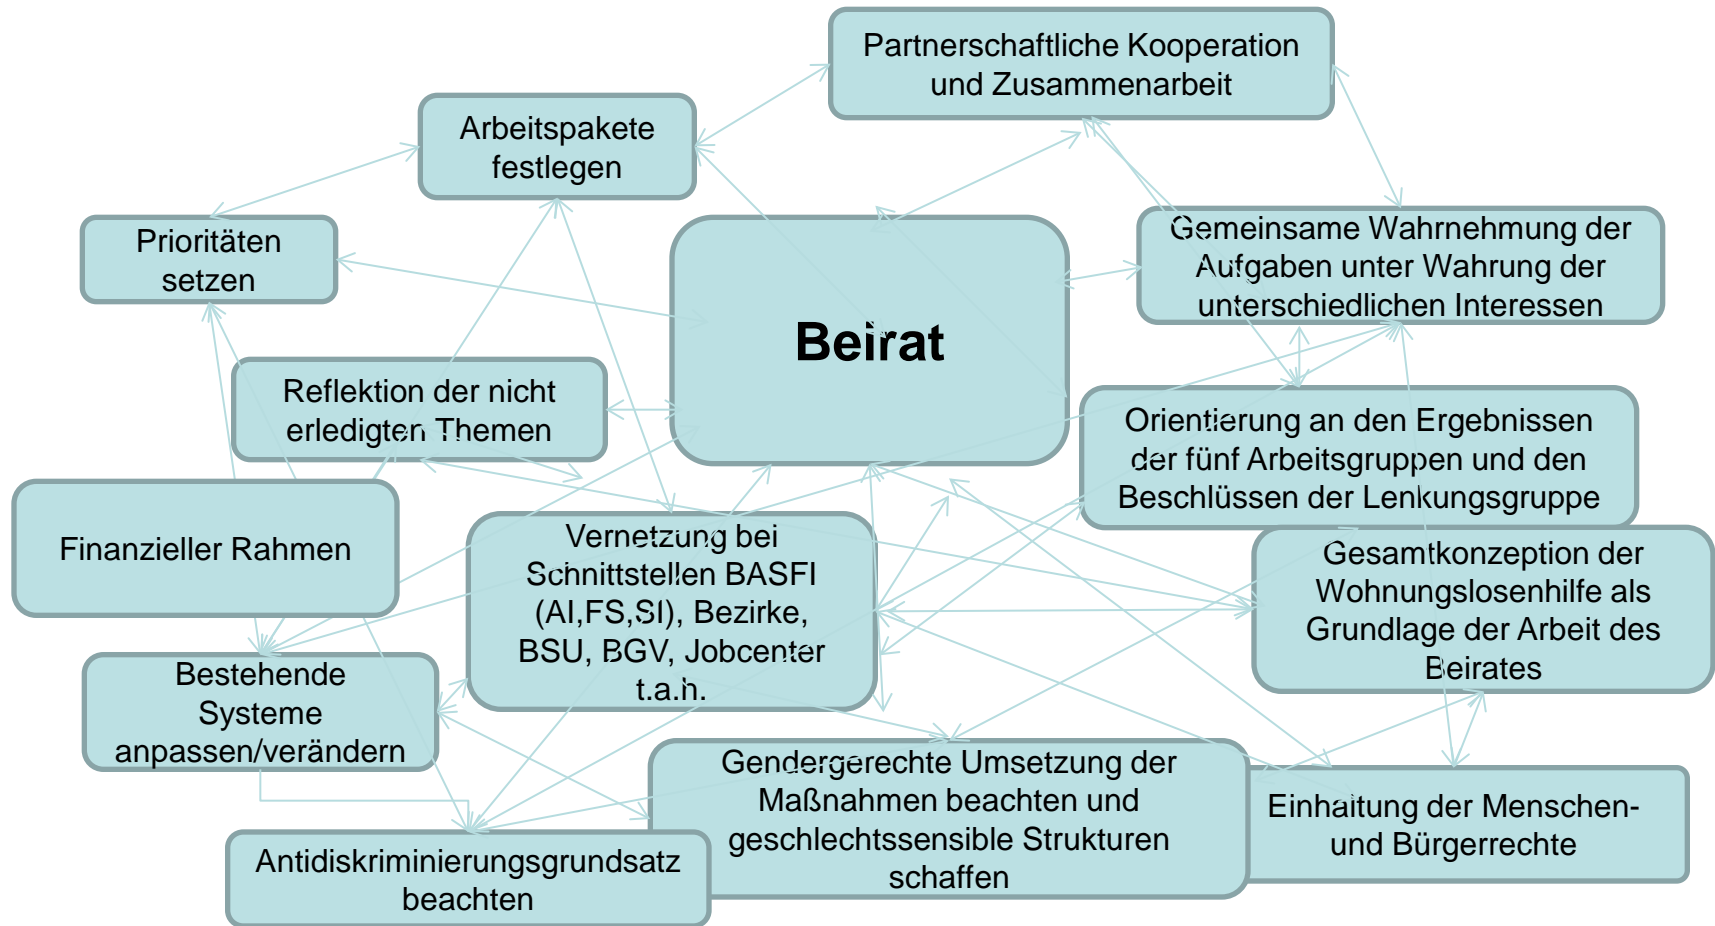 Partnerschaftliche Kooperation
und Zusammenarbeit
Arbeitspakete
festlegen
Prioritäten
setzen
Beirat
Gemeinsame Wahrnehmung der
Aufgaben unter Wahrung der
unterschiedlichen Interessen
Reflektion der nicht
erledigten Themen
Orientierung an den Ergebnissen
der fünf Arbeitsgruppen und den
Beschlüssen der Lenkungsgruppe
Finanzieller Rahmen
Vernetzung bei
Schnittstellen BASFI
(AI,FS,SI), Bezirke,
BSU, BGV, Jobcenter
t.a.h.
Gesamtkonzeption der
Wohnungslosenhilfe als
Grundlage der Arbeit des
Beirates
Bestehende
Systeme
anpassen/verändern
Gendergerechte Umsetzung der
Maßnahmen beachten und
geschlechtssensible Strukturen
schaffen
Einhaltung der Menschen-
und Bürgerrechte
Antidiskriminierungsgrundsatz
beachten